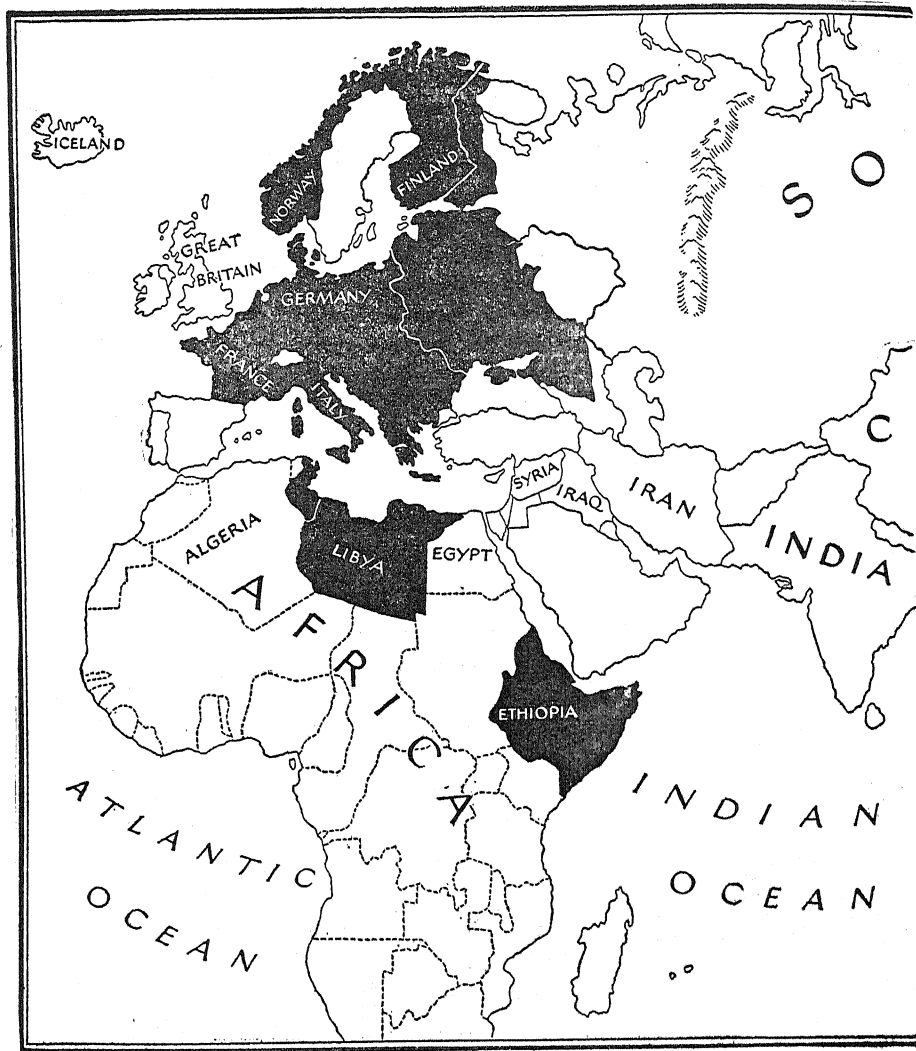 ICELAND
NORWAY
FINLAND
S O
GREAT
BRITAIN
GERMANY
FRANCE
ITALY
C
SYRIA
IRAQ
IRAN
INDIA
ALGERIA
LIBYA
EGYPT
AFRICA
ETHIOPIA
ATLANTIC
OCEAN
INDIAN
OCEAN